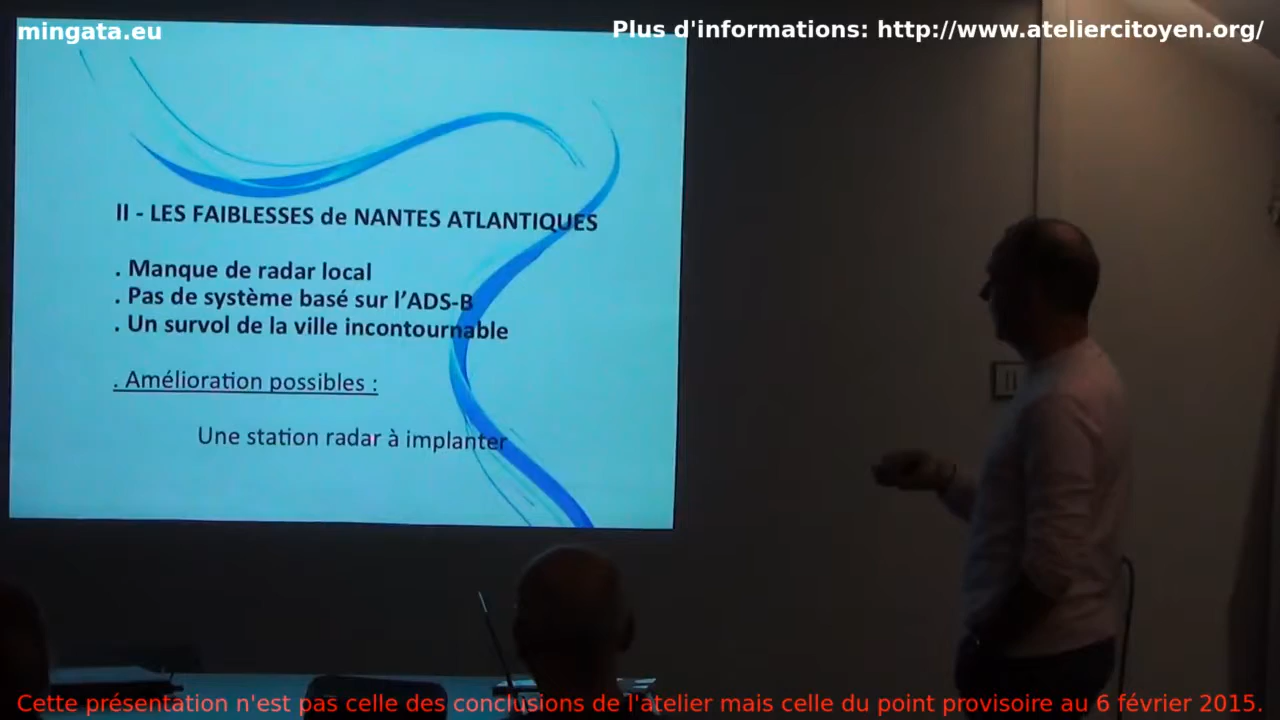 mingata.eu
Plus d'informations: http://www.ateliercitoyen.org/
II - LES FAIBLESSES de NANTES ATLANTIQUES
. Manque de radar local
. Pas de système basé sur l'ADS-B
. Un survol de la ville incontournable
. Amélioration possibles :
Une station radar à implanter
Cette présentation n'est pas celle des conclusions de l'atelier mais celle du point provisoire au 6 février 2015.